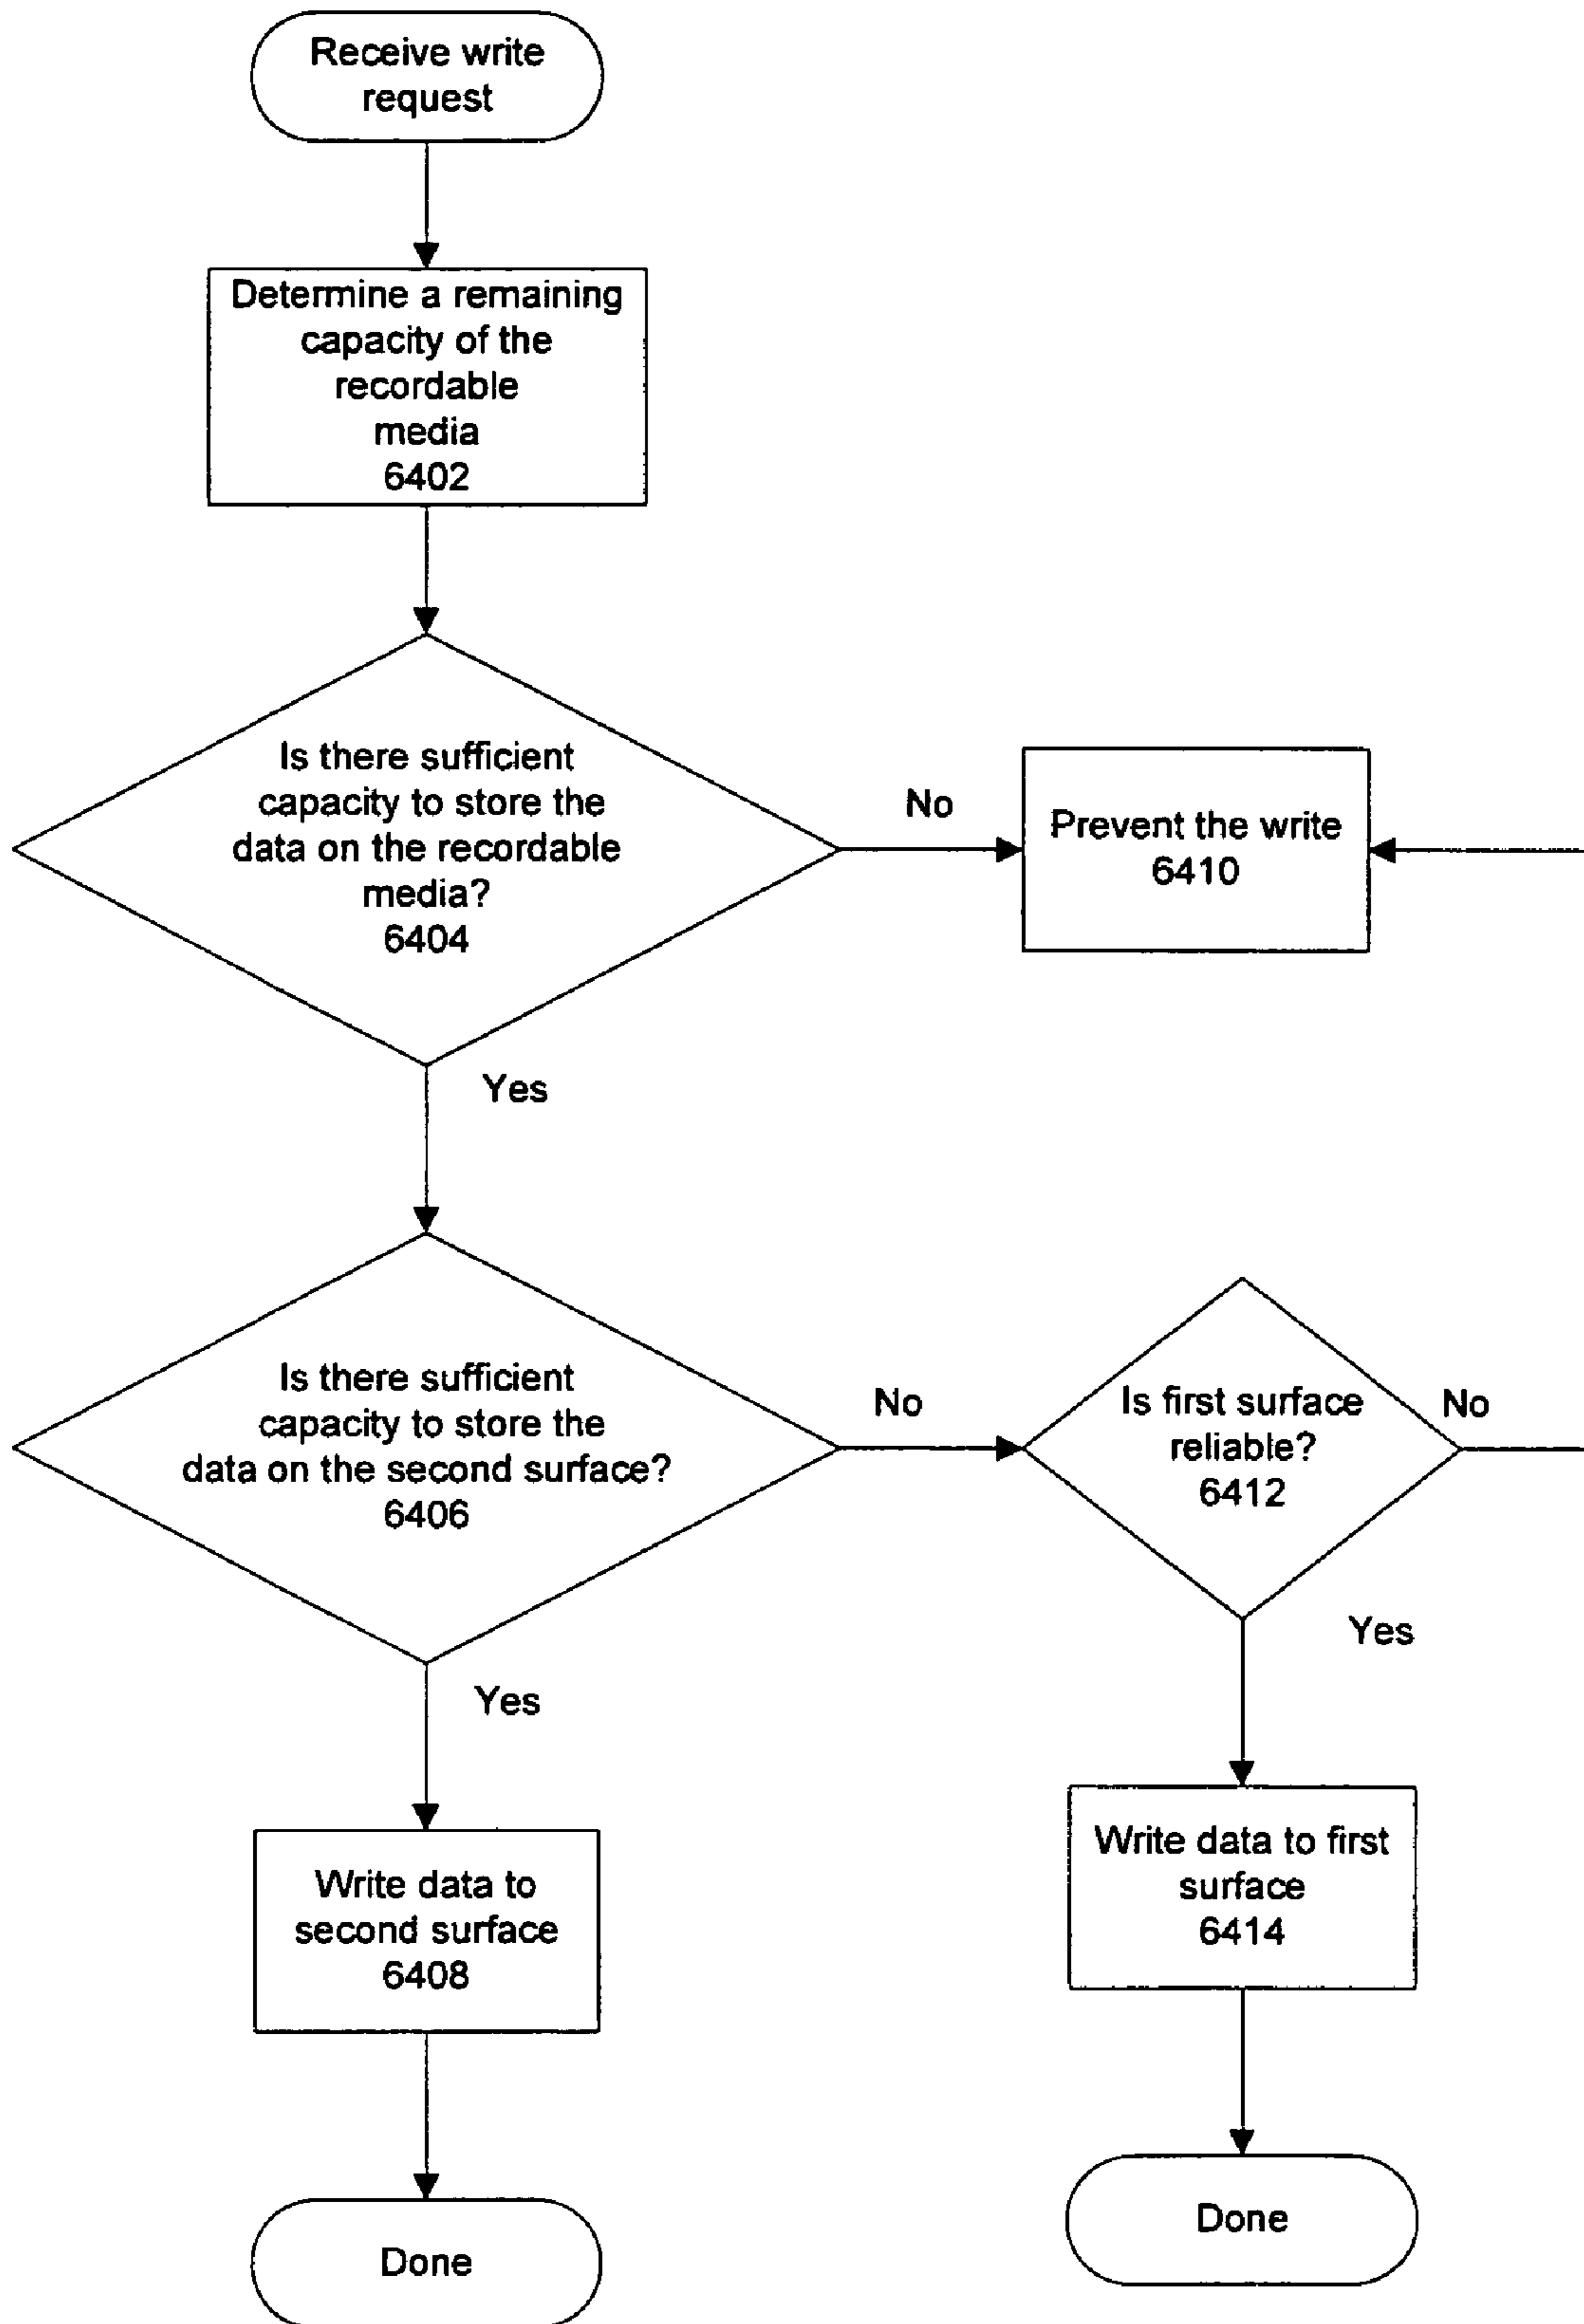 Receive write
request
Determine a remaining
capacity of the
recordable
media
6402
Is there sufficient
capacity to store the
data on the recordable
media?
6404
No
Prevent the write
6410
Yes
Is there sufficient
capacity to store the
data on the second surface?
6406
No
Is first surface
reliable?
6412
No
Yes
Yes
Write data to
second surface
6408
Write data to first
surface
6414
Done
Done